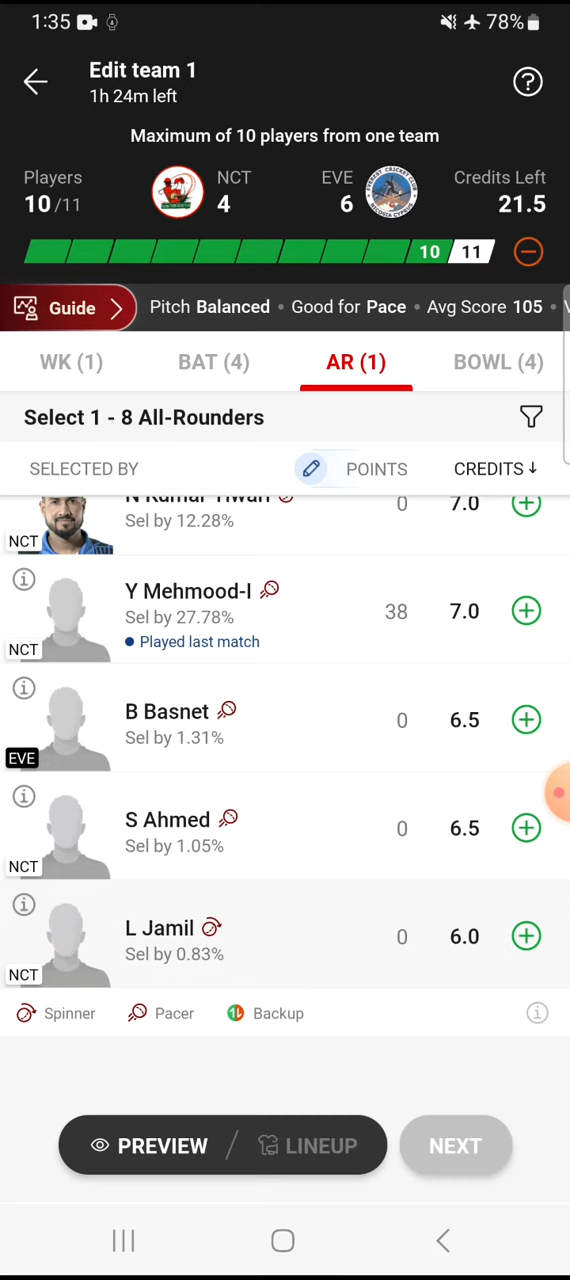 1:35 78%
Edit team 1
1h 24m left
Maximum of 10 players from one team
Players NCT EVE Credits Left
10/11 4 6 21.5
10 11
Guide Pitch Balanced • Good for Pace • Avg Score 105 •
WK (1) BAT (4) AR (1) BOWL (4)
Select 1 - 8 All-Rounders
SELECTED BY POINTS CREDITS ↓
N Kumar Tiwari
Sel by 12.28% 0 7.0
NCT
Y Mehmood-I
Sel by 27.78% 38 7.0
Played last match
NCT
B Basnet
Sel by 1.31% 0 6.5
EVE
S Ahmed
Sel by 1.05% 0 6.5
NCT
L Jamil
Sel by 0.83% 0 6.0
NCT
Spinner Pacer Backup
PREVIEW / LINEUP NEXT